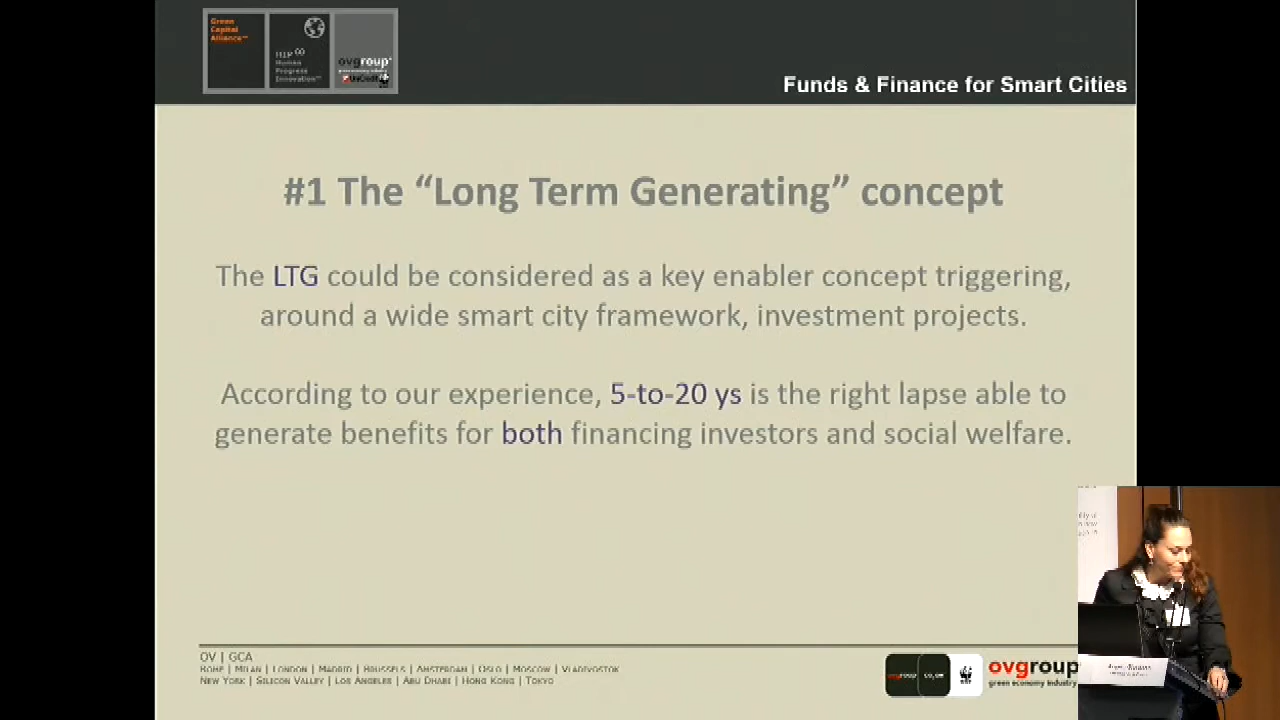 Green
Capital
Alliance™
HIP
Human
Progress
Innovation™
ovgroup
Funds & Finance for Smart Cities
#1 The “Long Term Generating” concept
The LTG could be considered as a key enabler concept triggering,
around a wide smart city framework, investment projects.
According to our experience, 5-to-20 ys is the right lapse able to
generate benefits for both financing investors and social welfare.
OV | GCA
ROME | MILAN | LONDON | MADRID | BRUSSELS | AMSTERDAM | OSLO | MOSCOW | VLADIVOSTOK
NEW YORK | SILICON VALLEY | LOS ANGELES | ABU DHABI | HONG KONG | TOKYO
ovgroup
green economy industry